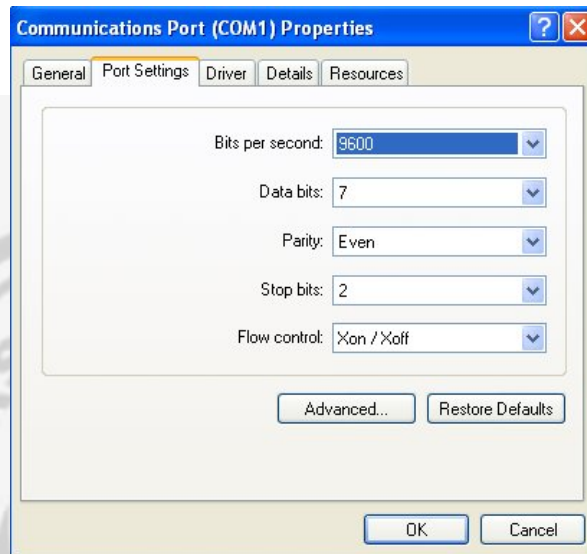 Communications Port (COM1) Properties
General Port Settings Driver Details Resources
Bits per second: 9600
Data bits: 7
Parity: Even
Stop bits: 2
Flow control: Xon / Xoff
Advanced... Restore Defaults
OK Cancel